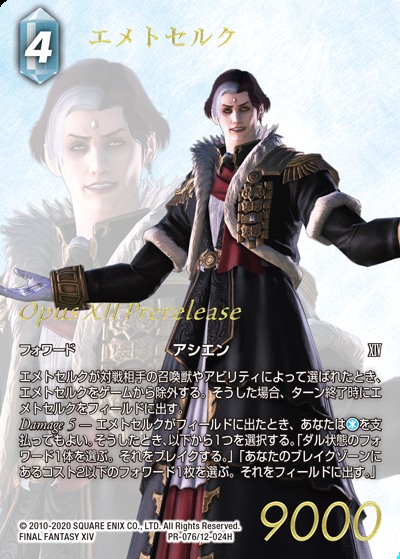 4
エメトセルク
Opus XII Prerelease
フォワード アシエン XIV
エメトセルクが対戦相手の召喚獣やアビリティによって選ばれたとき、
エメトセルクをゲームから除外する。そうした場合、ターン終了時にエ
メトセルクをフィールドに出す。
Damage 5 ― エメトセルクがフィールドに出たとき、あなたは氷を支
払ってもよい。そうしたとき、以下から1つを選択する。「ダル状態のフォ
ワード1体を選ぶ。それをブレイクする。」「あなたのブレイクゾーンに
あるコスト2以下のフォワード1枚を選ぶ。それをフィールドに出す。」
© 2010-2020 SQUARE ENIX CO., LTD. All Rights Reserved.
FINAL FANTASY XIV PR-076/12-024H
9000